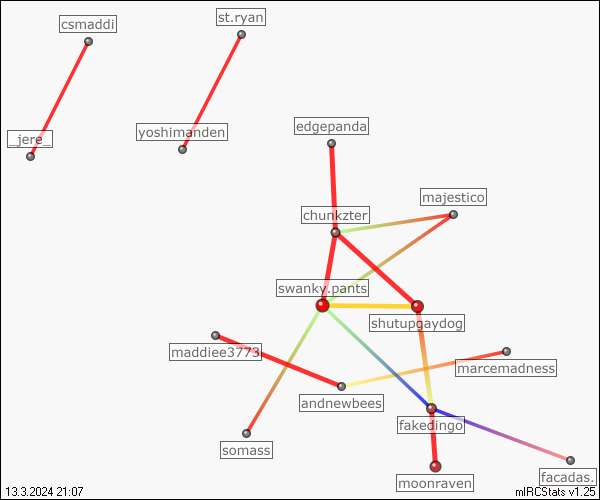 csmaddi
st.ryan
_jere_
yoshimanden
edgepanda
majestico
chunkzter
swanky.pants
shutupgaydog
maddiee3773
marcemadness
andnewbees
fakedingo
somass
moonraven
facadas.
13.3.2024 21:07
mIRCStats v1.25